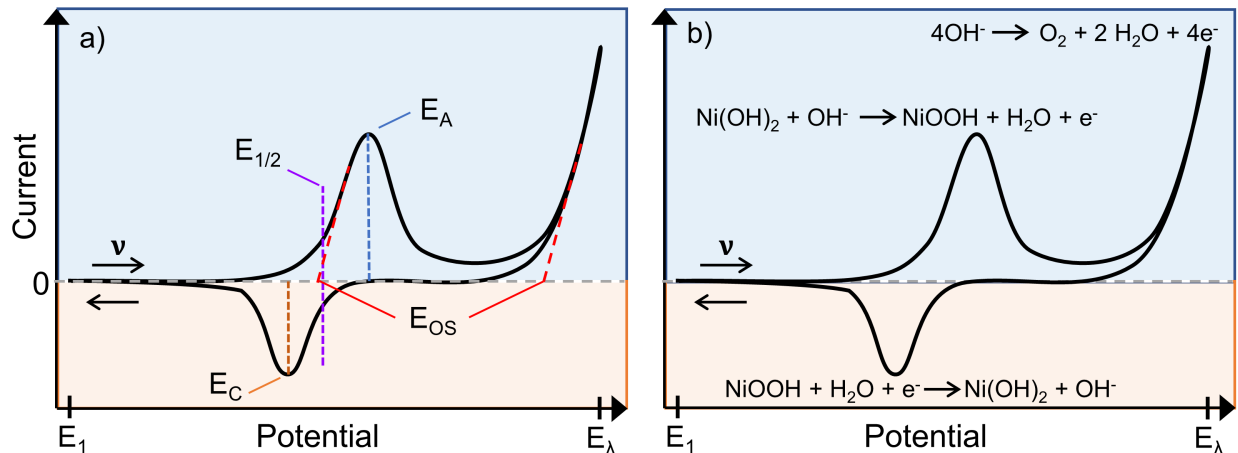 a)
E_A
E_1/2
Current
ν
0
E_OS
E_C
E_1
Potential
E_λ
b)
4OH⁻ → O₂ + 2 H₂O + 4e⁻
Ni(OH)₂ + OH⁻ → NiOOH + H₂O + e⁻
ν
NiOOH + H₂O + e⁻ → Ni(OH)₂ + OH⁻
E_1
Potential
E_λ